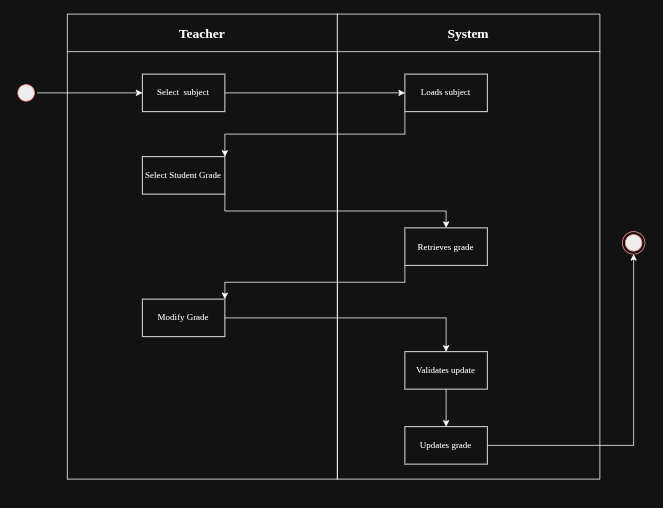 Teacher
System
Select  subject
Loads subject
Select Student Grade
Retrieves grade
Modify Grade
Validates update
Updates grade